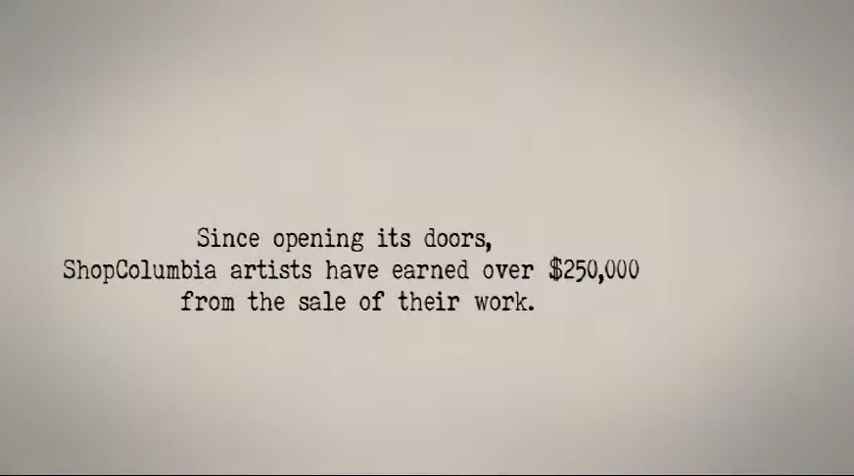 Since opening its doors,
ShopColumbia artists have earned over $250,000
from the sale of their work.